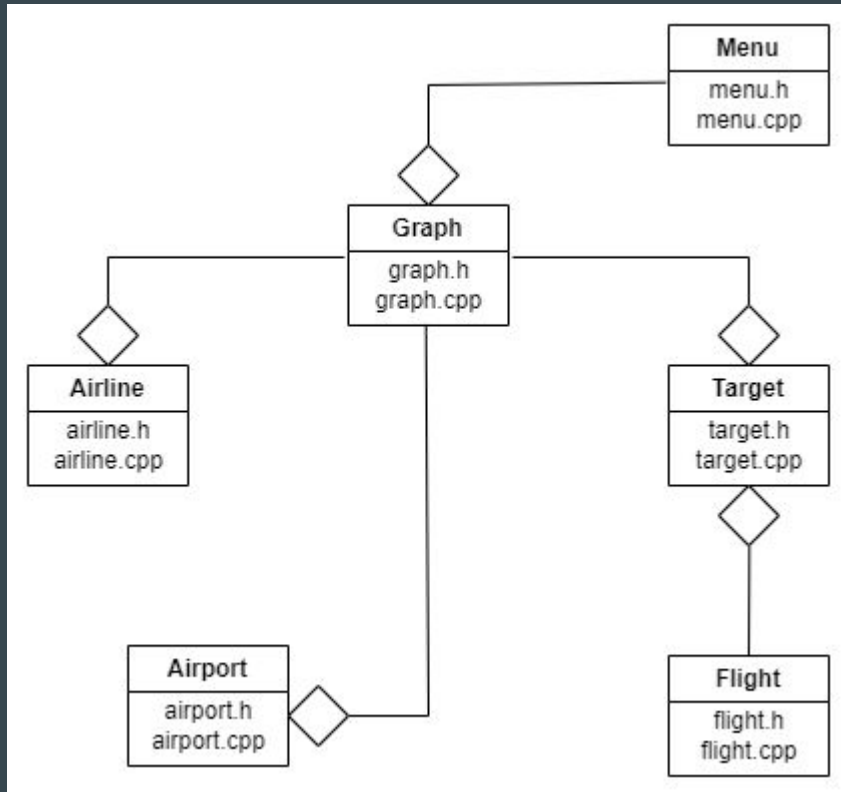 Menu
menu.h
menu.cpp
Graph
graph.h
graph.cpp
Airline
airline.h
airline.cpp
Target
target.h
target.cpp
Airport
airport.h
airport.cpp
Flight
flight.h
flight.cpp